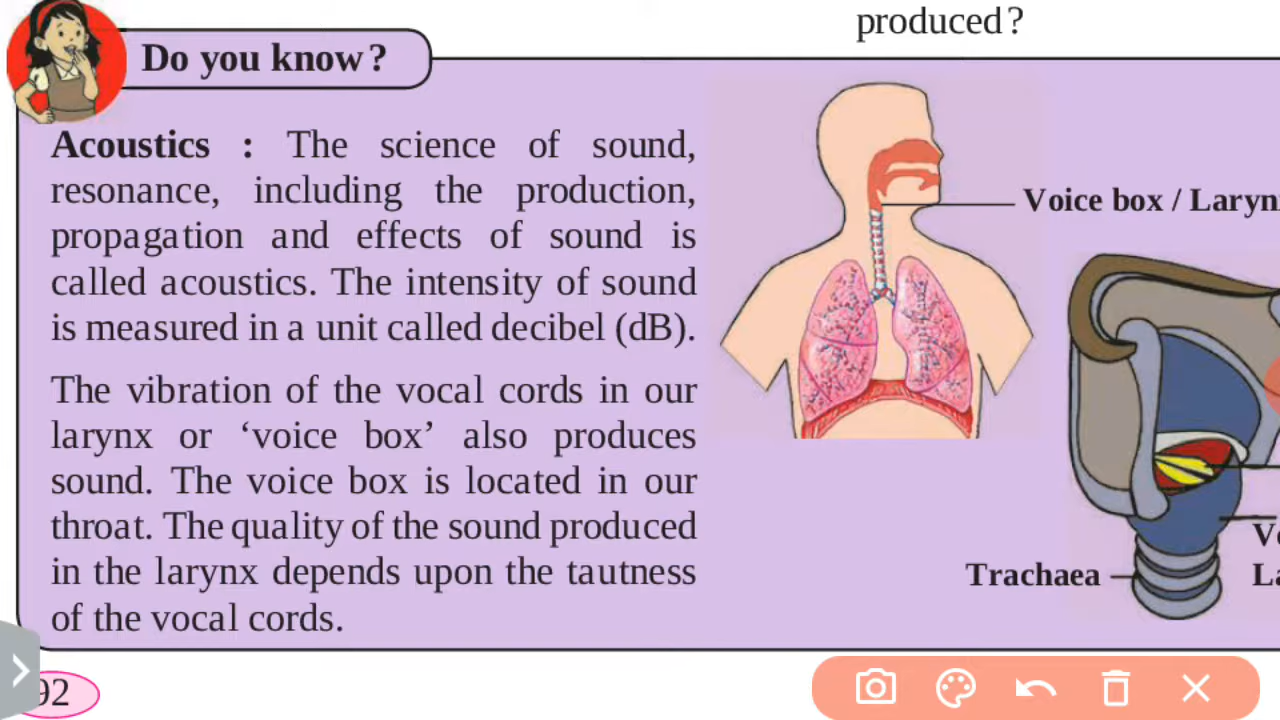 produced?
Do you know?
Acoustics : The science of sound,
resonance, including the production,
propagation and effects of sound is
called acoustics. The intensity of sound
is measured in a unit called decibel (dB).
The vibration of the vocal cords in our
larynx or ‘voice box’ also produces
sound. The voice box is located in our
throat. The quality of the sound produced
in the larynx depends upon the tautness
of the vocal cords.
Voice box / Laryn
Trachaea
Vo
La
92